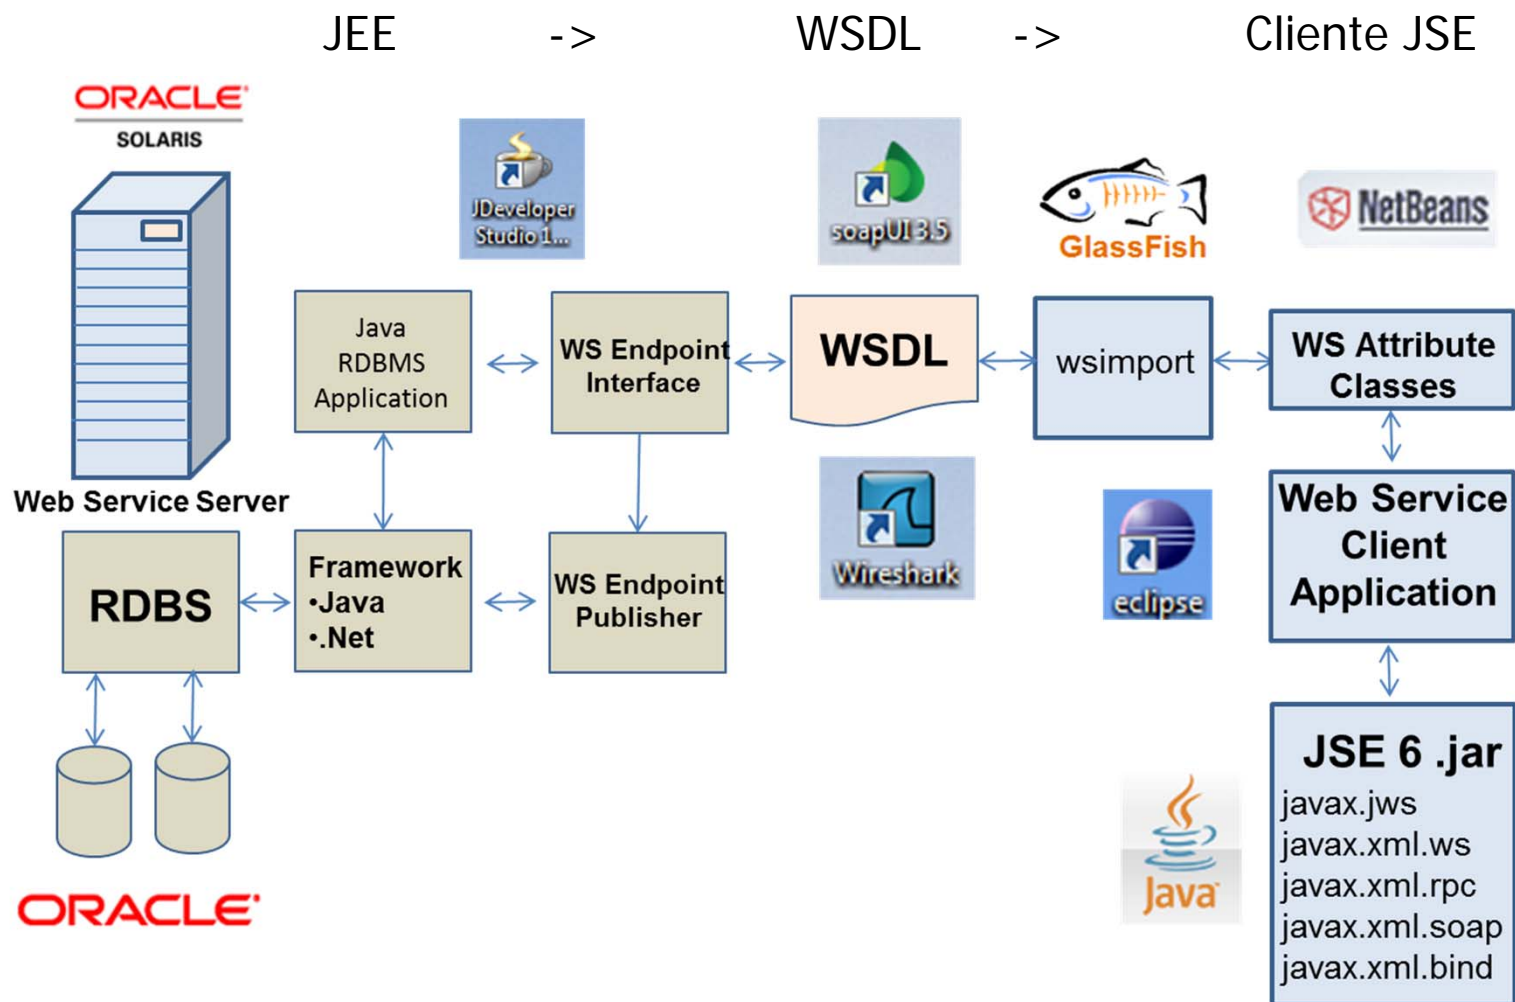 JEE -> WSDL -> Cliente JSE
ORACLE
SOLARIS
JDeveloper
Studio 1...
soapUI 3.5
GlassFish
NetBeans
Java
RDBMS
Application
WS Endpoint
Interface
WSDL
wsimport
WS Attribute
Classes
Web Service Server
RDBS
Framework
•Java
•.Net
WS Endpoint
Publisher
Wireshark
eclipse
Web Service
Client
Application
ORACLE
Java
JSE 6 .jar
javax.jws
javax.xml.ws
javax.xml.rpc
javax.xml.soap
javax.xml.bind